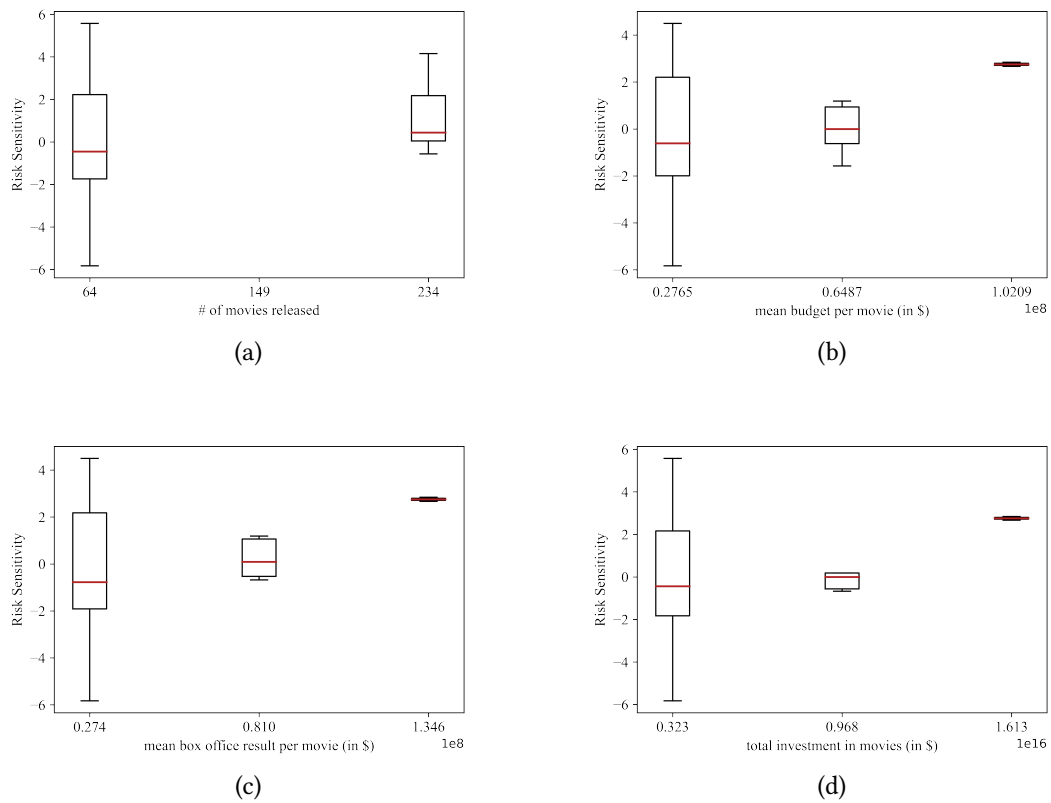 6
4
2
0
−2
−4
−6
Risk Sensitivity
64 149 234
# of movies released
(a)
4
2
0
−2
−4
−6
Risk Sensitivity
0.2765 0.6487 1.0209
1e8
mean budget per movie (in $)
(b)
4
2
0
−2
−4
−6
Risk Sensitivity
0.274 0.810 1.346
1e8
mean box office result per movie (in $)
(c)
6
4
2
0
−2
−4
−6
Risk Sensitivity
0.323 0.968 1.613
1e16
total investment in movies (in $)
(d)